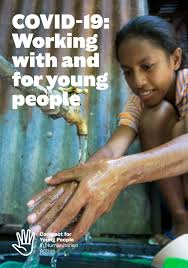 COVID-19:
Working
with and
for young
people
Compact for
Young People
in Humanitarian
Action